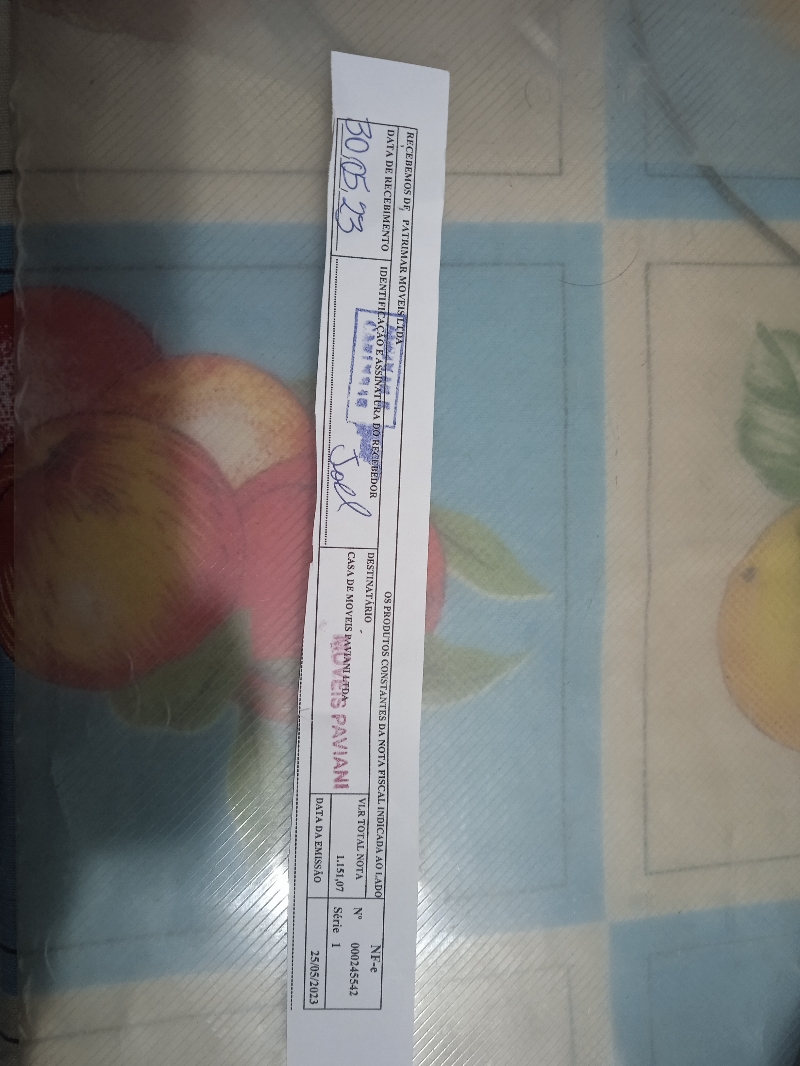 RECEBEMOS DE PATRIMAR MOVEIS LTDA OS PRODUTOS CONSTANTES DA NOTA FISCAL INDICADA AO LADO
DATA DE RECEBIMENTO
30.05.23
IDENTIFICAÇÃO E ASSINATURA DO RECEBEDOR
Joel
DESTINATÁRIO
CASA DE MOVEIS PAVIANI LTDA
MOVEIS PAVIANI
VLR TOTAL NOTA
1.151,07
DATA DA EMISSÃO
NF-e
Nº 000245542
Série 1
25/05/2023